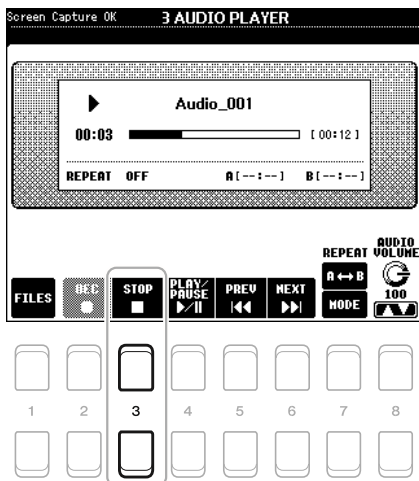 Screen Capture OK 3 AUDIO PLAYER
Audio_001
00:03 [00:12]
REPEAT OFF A[--:--] B[--:--]
REPEAT AUDIO VOLUME
FILES REC STOP PLAY/PAUSE PREV NEXT A↔B 100
MODE
1 2 3 4 5 6 7 8